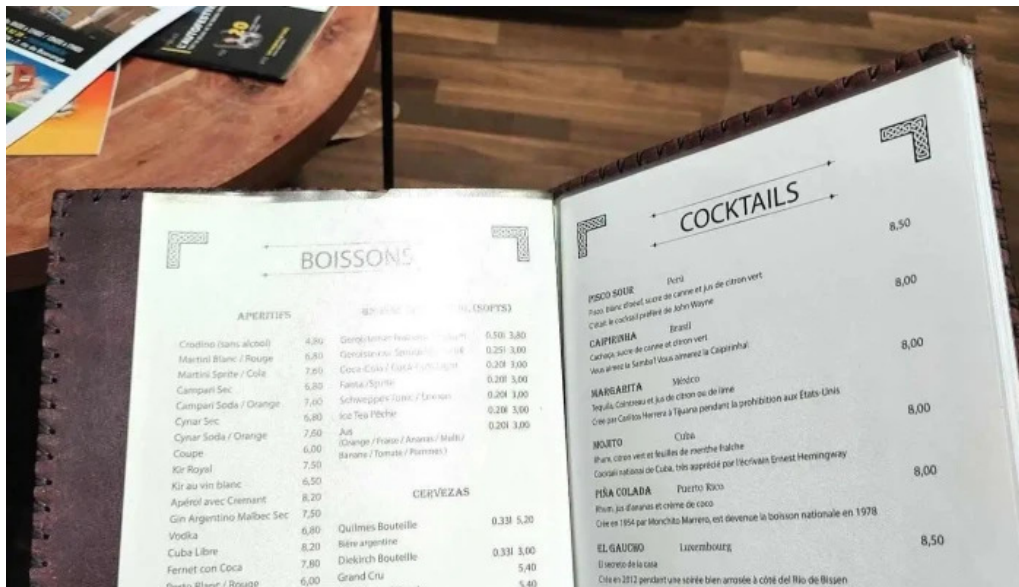 L'AUTOFESTIVAL
20
BOISSONS
APERITIFS
Crodino (sans alcool) 4,80
Martini Blanc / Rouge 6,80
Martini Sprite / Cola 7,60
Campari Sec 6,80
Campari Soda / Orange 7,60
Cynar Sec 6,80
Cynar Soda / Orange 7,60
Coupe 6,00
Kir Royal 7,50
Kir au vin blanc 6,50
Apérol avec Cremant 8,20
Gin Argentino Malbec Sec 7,50
Vodka 6,80
Cuba Libre 8,20
Fernet con Coca 7,80
Porto Blanc / Rouge 6,00
(SOFTS)
0.50l 3,80
0.25l 3,00
Coca-Cola / Coca-Cola Light 0.20l 3,00
Fanta / Sprite 0.20l 3,00
Schweppes Tonic / Lemon 0.20l 3,00
Ice Tea Pêche 0.20l 3,00
Jus 0.20l 3,00
(Orange / Fraise / Ananas / Multi /
Banane / Tomate / Pommes )
CERVEZAS
Quilmes Bouteille 0.33l 5,20
Bière argentine
Diekirch Bouteille 0.33l 3,00
Grand Cru 5,40
5,40
COCKTAILS
PISCO SOUR Perú 8,50
Pisco, blanc d'oeuf, sucre de canne et jus de citron vert
C'était le cocktail préféré de John Wayne
CAIPIRINHA Brasil 8,00
Cachaça, sucre de canne et citron vert
Vous aimez la Samba? Vous aimerez la Caipirinha!
MARGARITA México 8,00
Tequila, Cointreau et jus de citron ou de lime
Crée par Carlitos Herrera à Tijuana pendant la prohibition aux États-Unis
MOJITO Cuba 8,00
Rhum, citron vert et feuilles de menthe fraîche
Cocktail national de Cuba, très apprécié par l'écrivain Ernest Hemingway
PIÑA COLADA Puerto Rico 8,00
Rhum, jus d'ananas et crème de coco
Crée en 1954 par Monchito Marrero, est devenue la boisson nationale en 1978
EL GAUCHO Luxembourg 8,50
El secreto de la casa
Crée en 2012 pendant une soirée bien arrosée à côté del Rio de Bissen